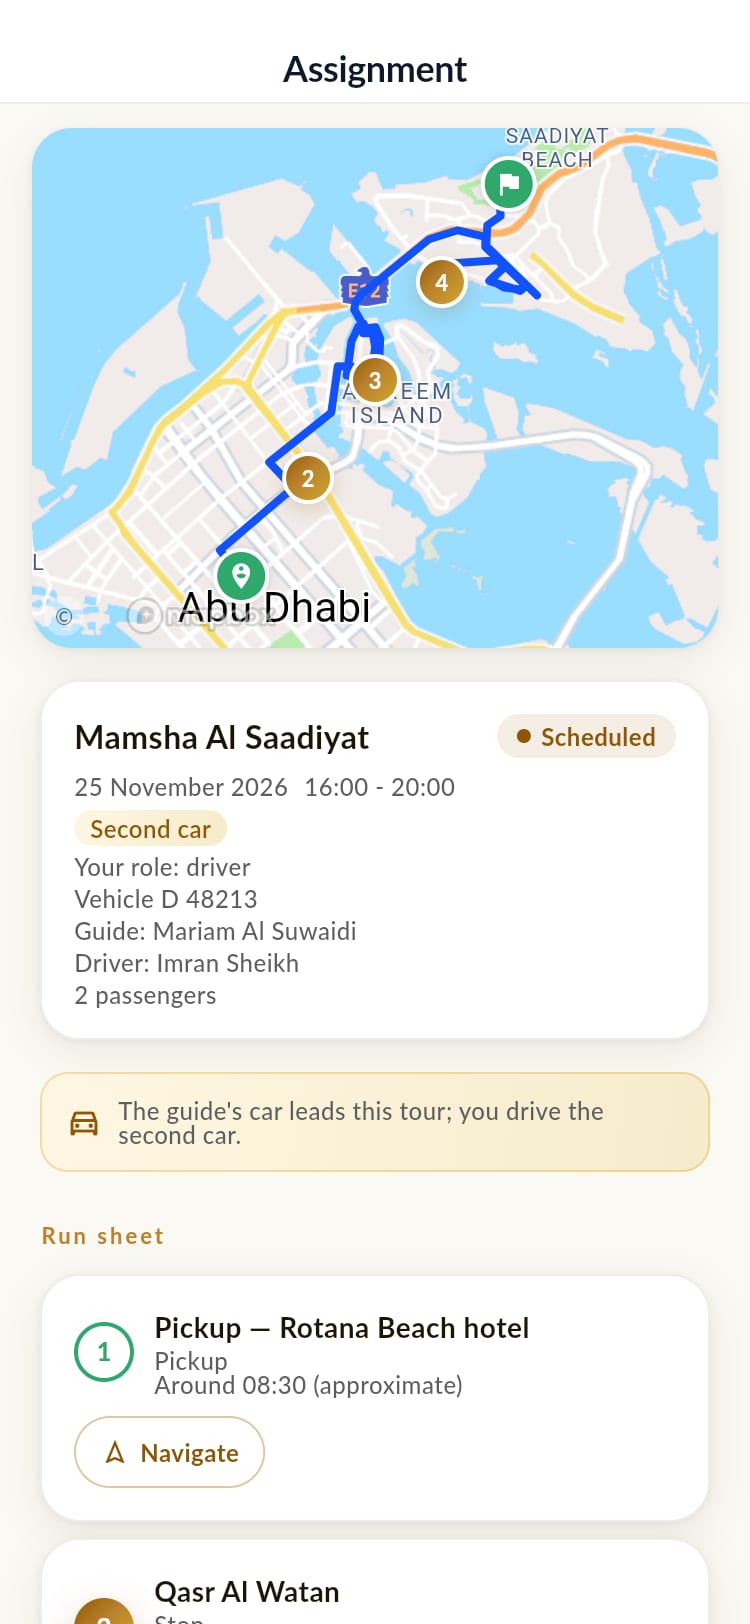 Assignment
SAADIYAT
BEACH
E12
4
3
ISLAND
2
L
Abu Dhabi
© mapbox
Mamsha Al Saadiyat
Scheduled
25 November 2026 16:00 - 20:00
Second car
Your role: driver
Vehicle D 48213
Guide: Mariam Al Suwaidi
Driver: Imran Sheikh
2 passengers
The guide's car leads this tour; you drive the
second car.
Run sheet
1
Pickup — Rotana Beach hotel
Pickup
Around 08:30 (approximate)
Navigate
Qasr Al Watan
Stop